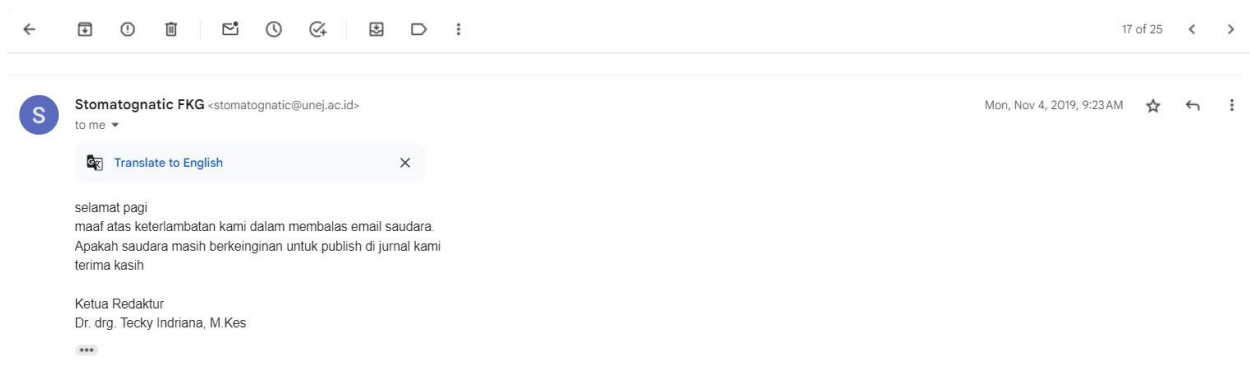 17 of 25
S
Stomatognatic FKG <stomatognatic@unej.ac.id>
Mon, Nov 4, 2019, 9:23 AM
to me
Translate to English
selamat pagi
maaf atas keterlambatan kami dalam membalas email saudara.
Apakah saudara masih berkeinginan untuk publish di jurnal kami
terima kasih
Ketua Redaktur
Dr. drg. Tecky Indriana, M.Kes